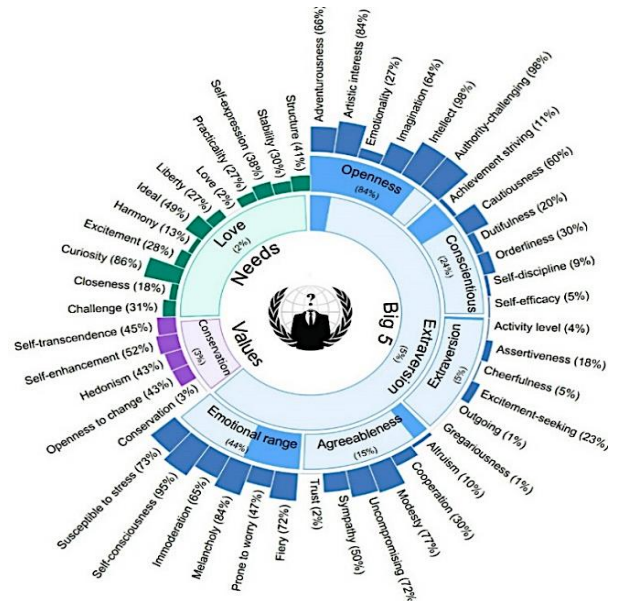 Adventurousness (66%)
Artistic interests (84%)
Emotionality (27%)
Imagination (64%)
Intellect (98%)
Authority-challenging (98%)
Achievement striving (11%)
Cautiousness (60%)
Dutifulness (20%)
Orderliness (30%)
Self-discipline (9%)
Self-efficacy (5%)
Activity level (4%)
Assertiveness (18%)
Cheerfulness (5%)
Excitement-seeking (23%)
Outgoing (1%)
Gregariousness (1%)
Altruism (10%)
Cooperation (30%)
Modesty (77%)
Uncompromising (72%)
Sympathy (50%)
Trust (2%)
Fiery (72%)
Prone to worry (47%)
Melancholy (84%)
Immoderation (65%)
Self-consciousness (95%)
Susceptible to stress (73%)
Conservation (3%)
Openness to change (43%)
Hedonism (43%)
Self-enhancement (52%)
Self-transcendence (45%)
Challenge (31%)
Closeness (18%)
Curiosity (86%)
Excitement (28%)
Harmony (13%)
Ideal (49%)
Liberty (27%)
Love (2%)
Practicality (27%)
Self-expression (38%)
Stability (30%)
Structure (41%)
Openness
(84%)
Conscientious
(24%)
Extraversion
(5%)
Agreeableness
(15%)
Emotional range
(44%)
Conservation
(3%)
Love
(2%)
Needs
Values
Big 5
Extraversion
(5%)
?